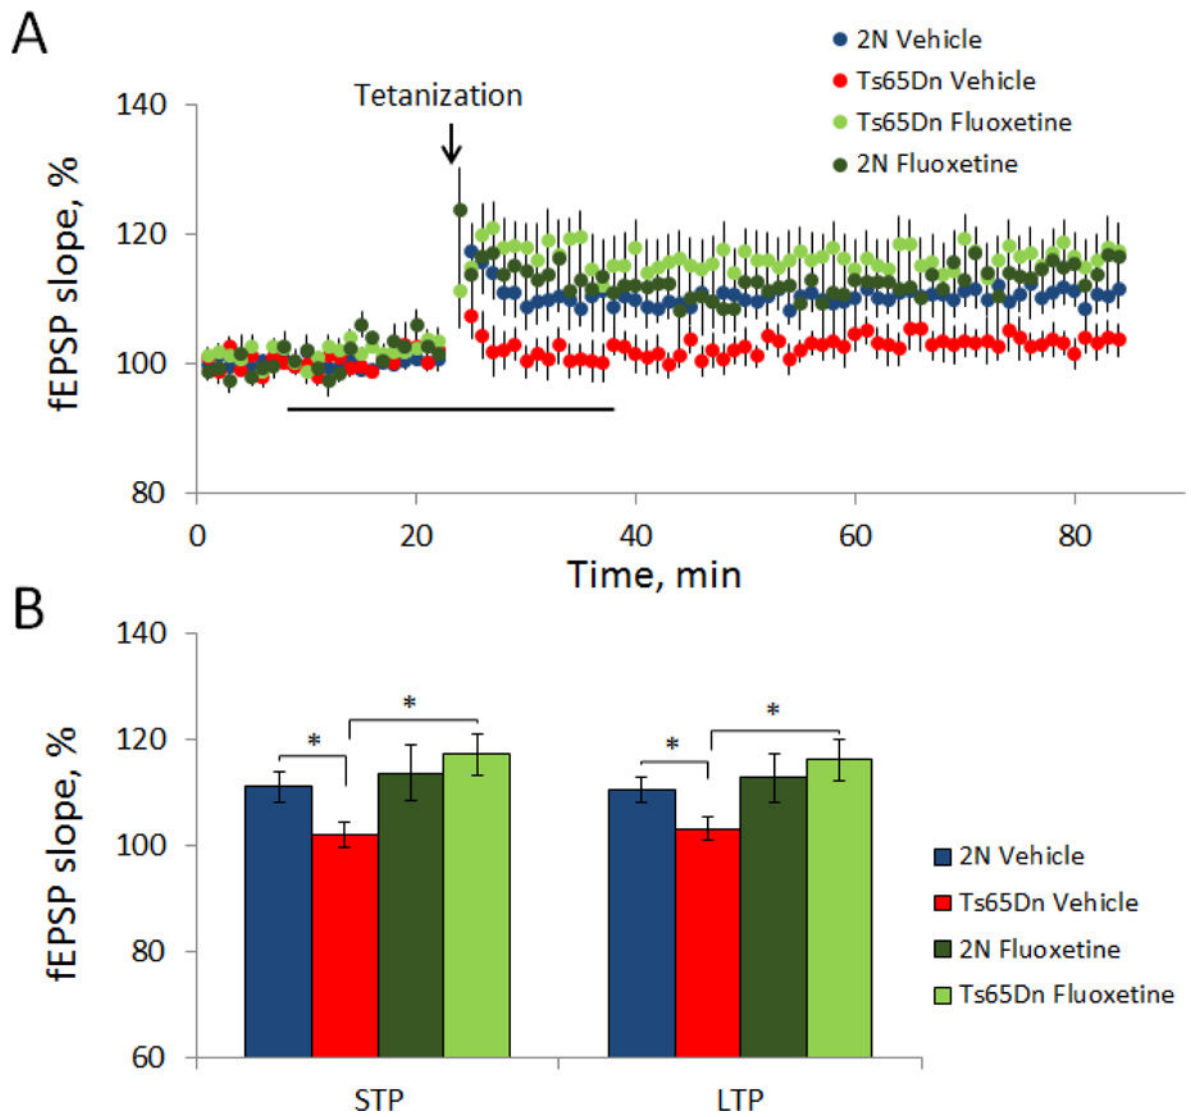 A
2N Vehicle
Ts65Dn Vehicle
Ts65Dn Fluoxetine
2N Fluoxetine
Tetanization
fEPSP slope, %
140
120
100
80
0 20 40 60 80
Time, min
B
fEPSP slope, %
140
120
100
80
60
* * * *
STP LTP
2N Vehicle
Ts65Dn Vehicle
2N Fluoxetine
Ts65Dn Fluoxetine